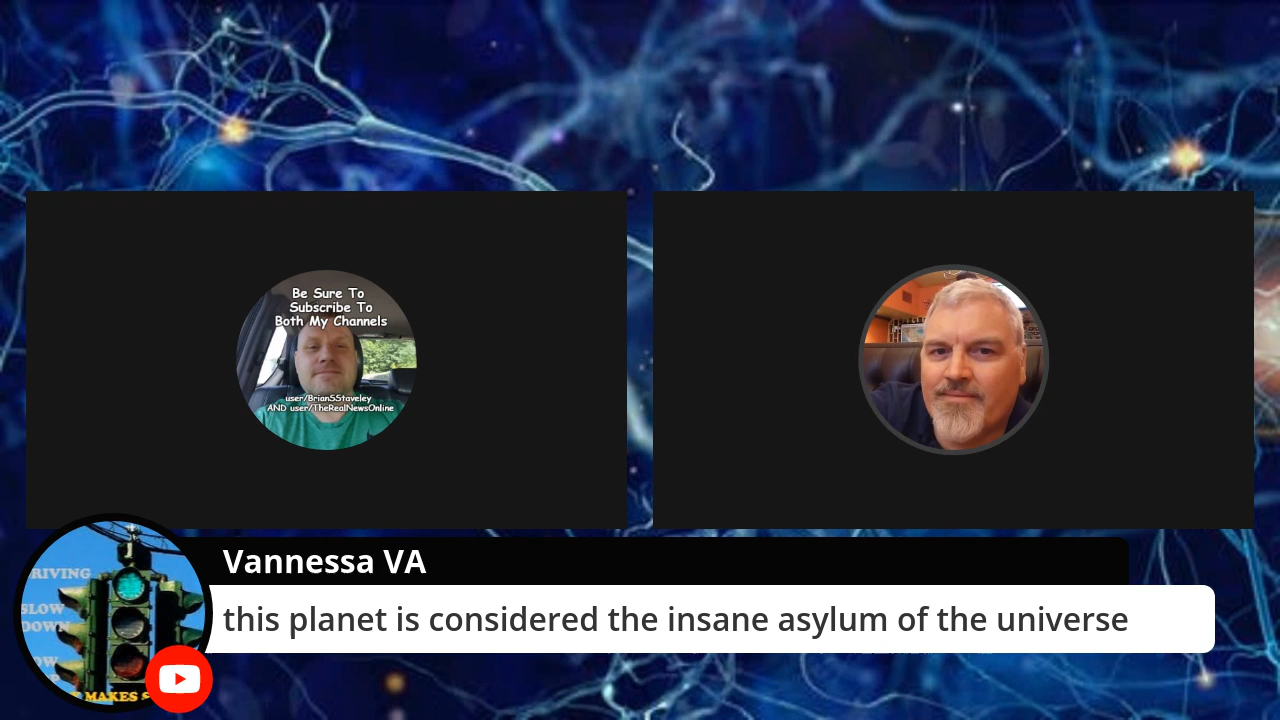 Be Sure To
Subscribe To
Both My Channels
user/BrianSStaveley
AND user/TheRealNewsOnline
Vannessa VA
this planet is considered the insane asylum of the universe
RIVING
SLOW
DOWN
MAKES